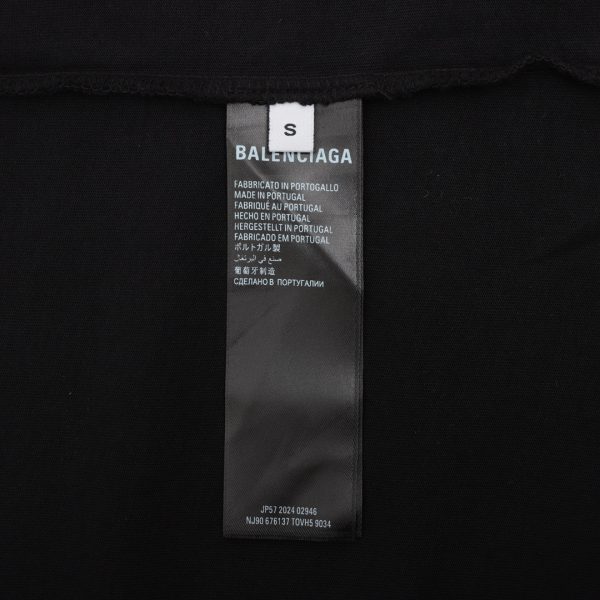 S
BALENCIAGA
FABBRICATO IN PORTOGALLO
MADE IN PORTUGAL
FABRIQUÉ AU PORTUGAL
HECHO EN PORTUGAL
HERGESTELLT IN PORTUGAL
FABRICADO EM PORTUGAL
ポルトガル製
صنع في البرتغال
葡萄牙制造
СДЕЛАНО В ПОРТУГАЛИИ
JP57 2024 02946
NJ90 676137 TOVH5 9034